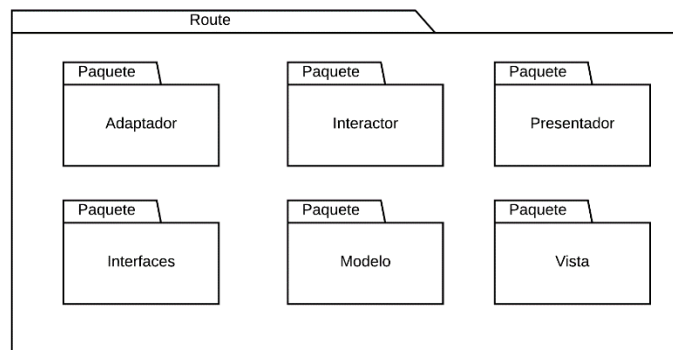 Route
Paquete
Adaptador
Paquete
Interactor
Paquete
Presentador
Paquete
Interfaces
Paquete
Modelo
Paquete
Vista